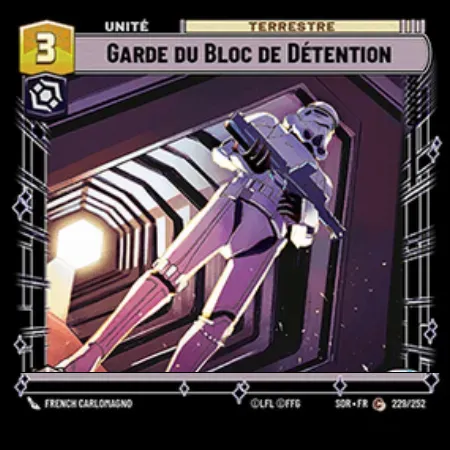 UNITÉ
TERRESTRE
3
GARDE DU BLOC DE DÉTENTION
FRENCH CARLOMAGNO
©LFL ©FFG
SOR • FR C 229/252